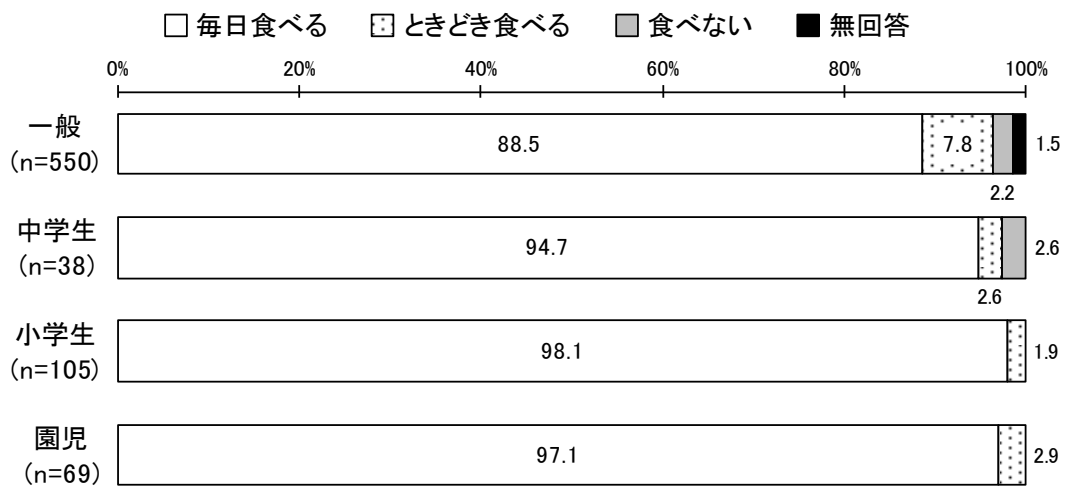 毎日食べる ときどき食べる 食べない 無回答
0% 20% 40% 60% 80% 100%
一般
(n=550)
88.5 7.8 1.5
2.2
中学生
(n=38)
94.7 2.6
2.6
小学生
(n=105)
98.1 1.9
園児
(n=69)
97.1 2.9